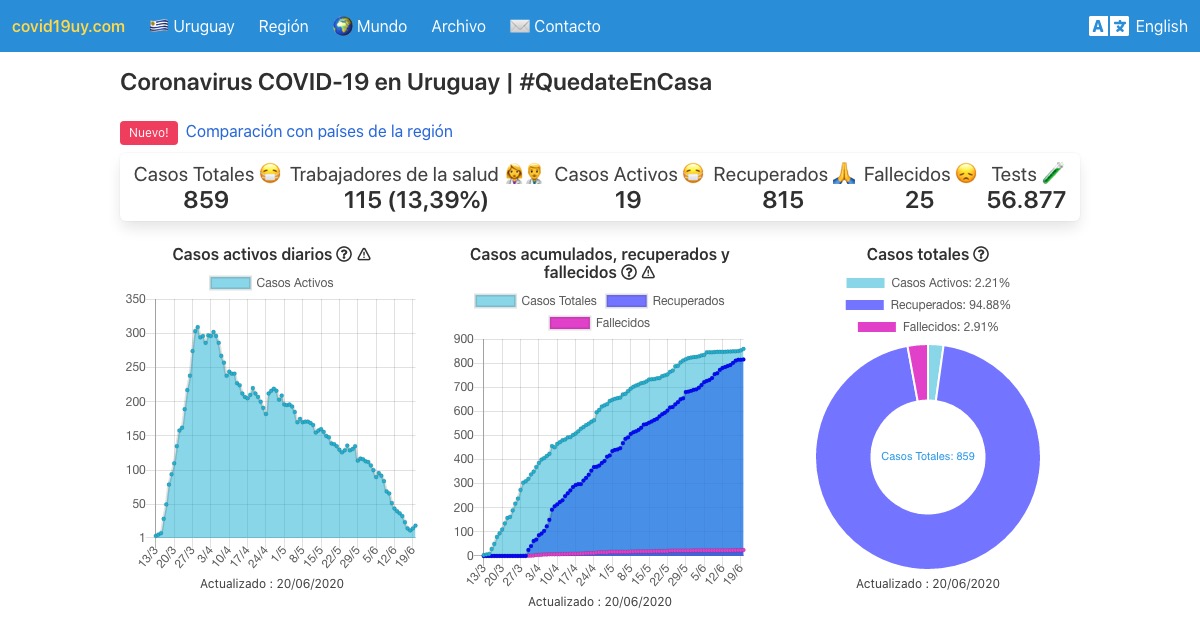 covid19uy.com Uruguay Región Mundo Archivo Contacto A English
Coronavirus COVID-19 en Uruguay | #QuedateEnCasa
Nuevo! Comparación con países de la región
Casos Totales Trabajadores de la salud Casos Activos Recuperados Fallecidos Tests
859 115 (13,39%) 19 815 25 56.877
Casos activos diarios
Casos Activos
350
300
250
200
150
100
50
1
13/3 20/3 27/3 3/4 10/4 17/4 24/4 1/5 8/5 15/5 22/5 29/5 5/6 12/6 19/6
Actualizado : 20/06/2020
Casos acumulados, recuperados y
fallecidos
Casos Totales Recuperados
Fallecidos
900
800
700
600
500
400
300
200
100
0
13/3 20/3 27/3 3/4 10/4 17/4 24/4 1/5 8/5 15/5 22/5 29/5 5/6 12/6 19/6
Actualizado : 20/06/2020
Casos totales
Casos Activos: 2.21%
Recuperados: 94.88%
Fallecidos: 2.91%
Casos Totales: 859
Actualizado : 20/06/2020